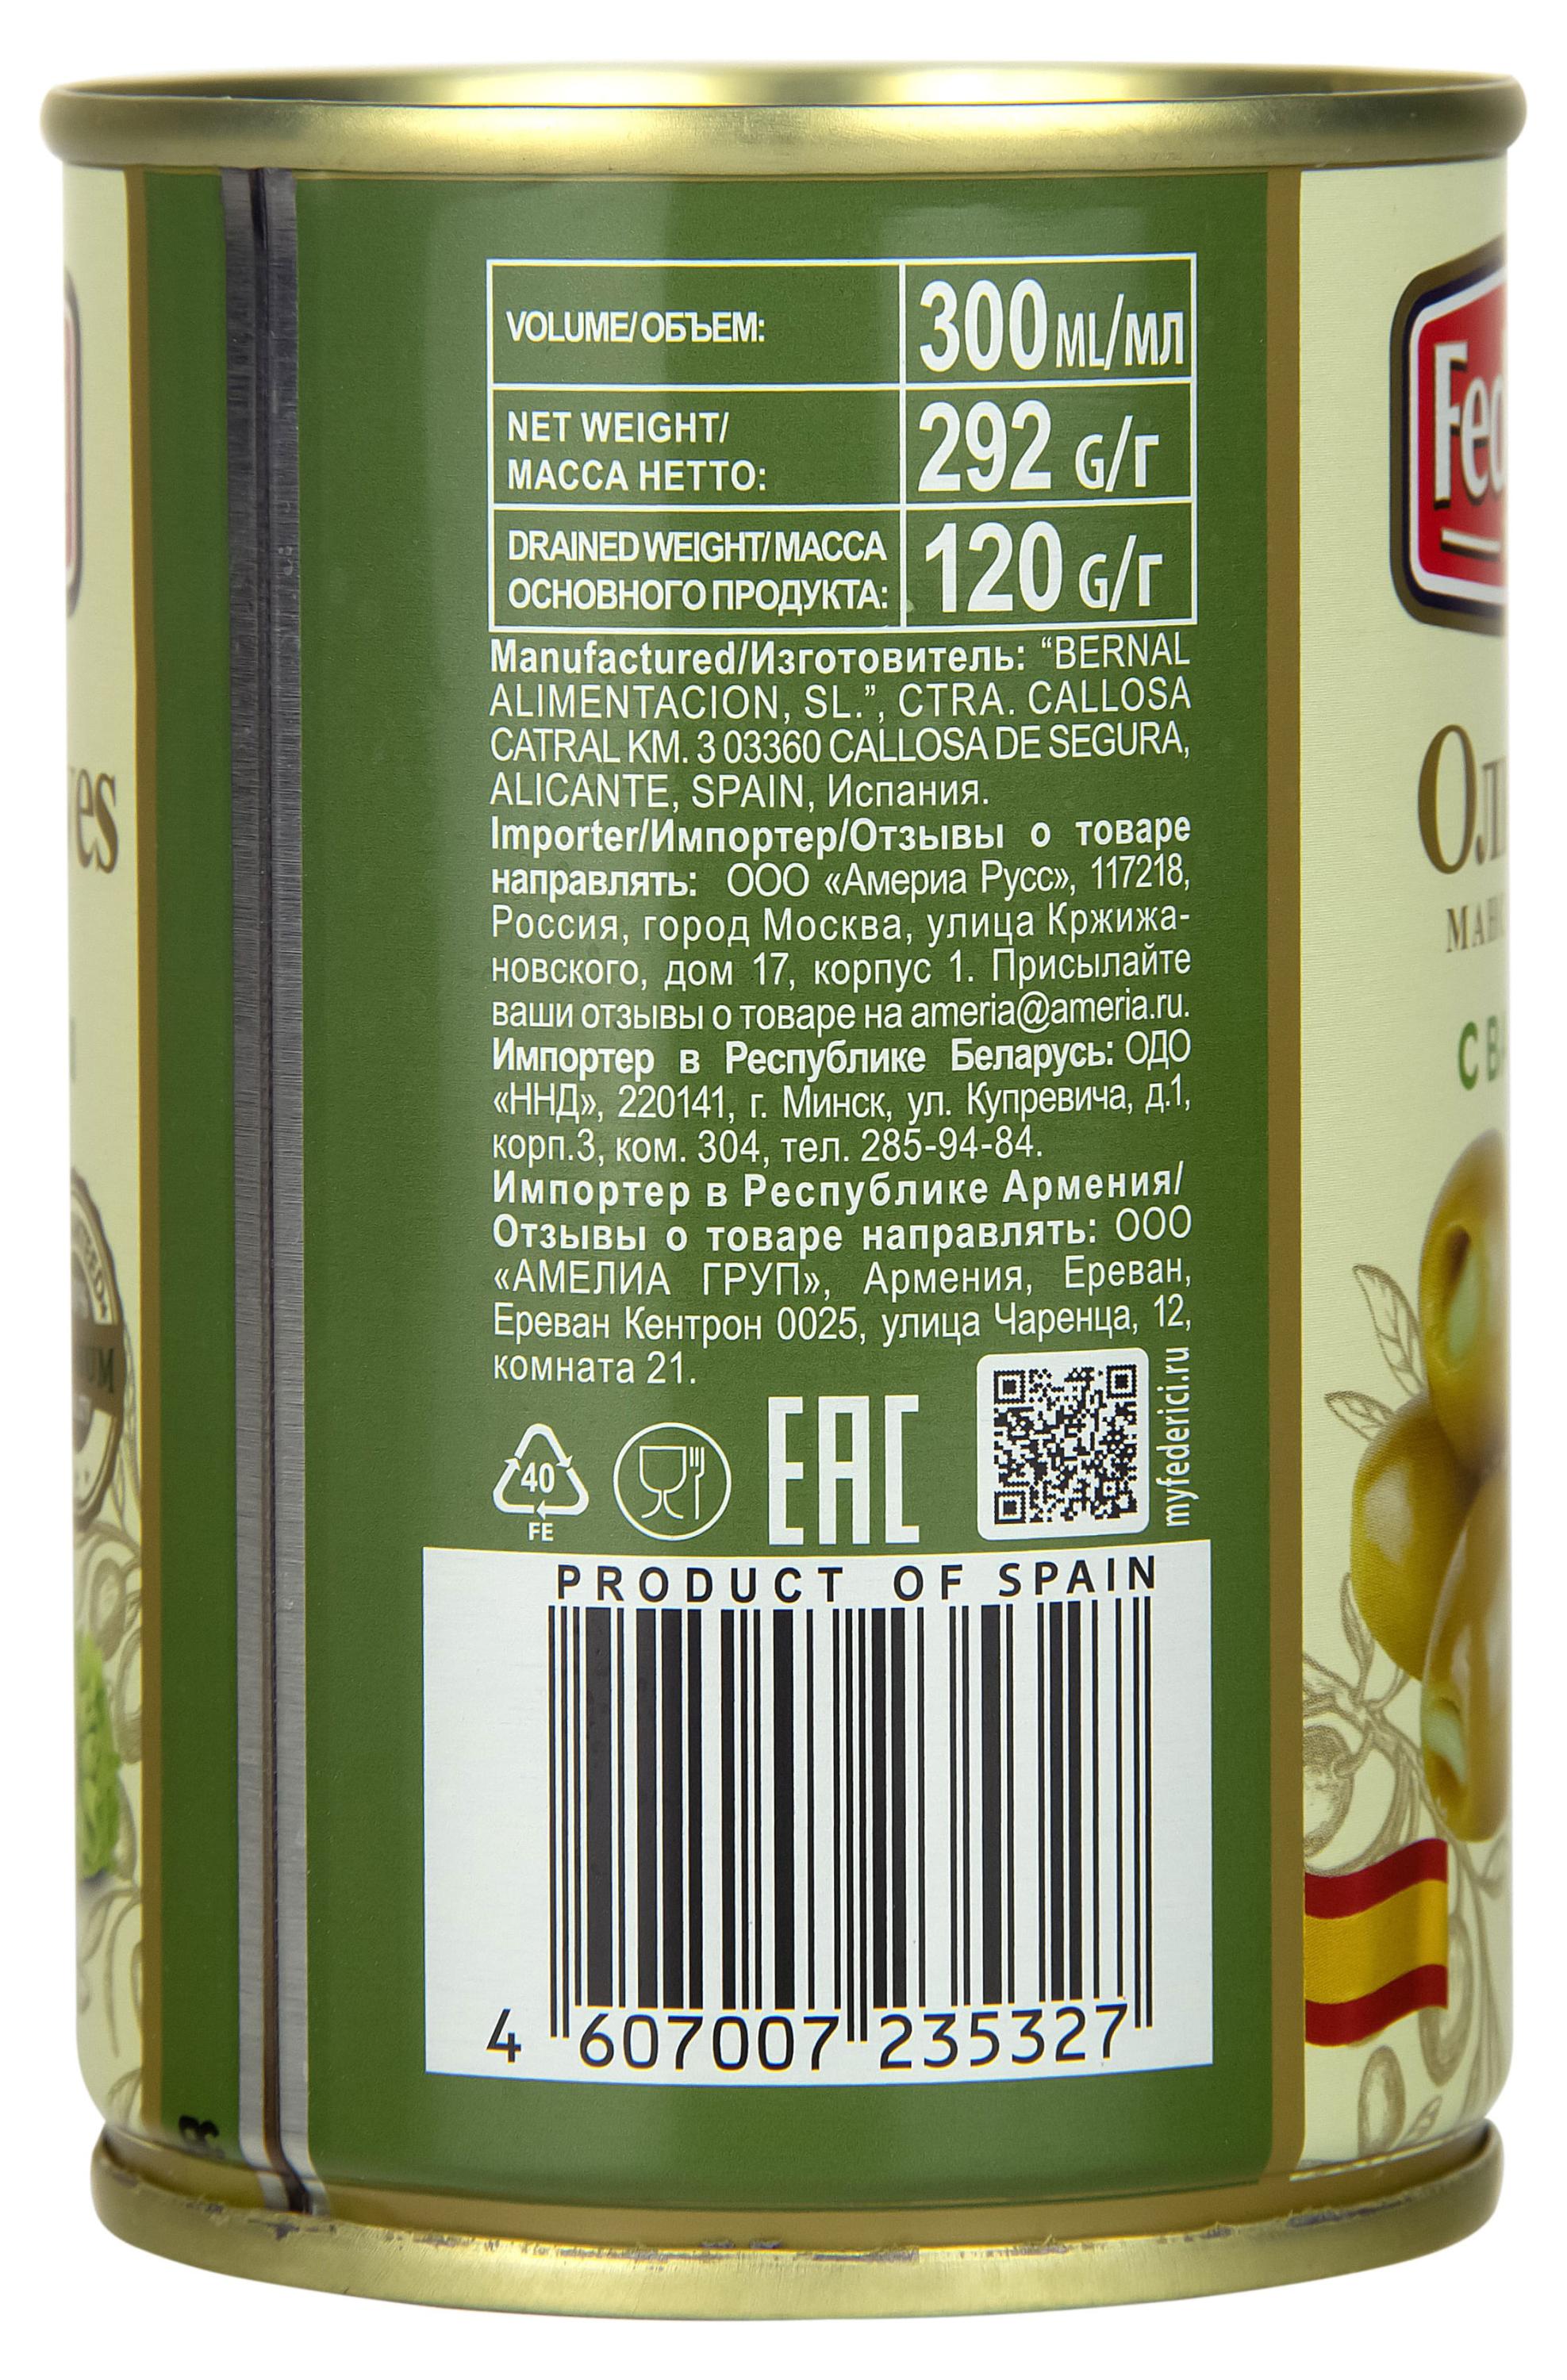 VOLUME/ОБЪЕМ:
300 ML/МЛ
NET WEIGHT/
МАССА НЕТТО:
292 G/Г
DRAINED WEIGHT/МАССА
ОСНОВНОГО ПРОДУКТА:
120 G/Г
Manufactured/Изготовитель: “BERNAL
ALIMENTACION, SL.”, CTRA. CALLOSA
CATRAL KM. 3 03360 CALLOSA DE SEGURA,
ALICANTE, SPAIN, Испания.
Importer/Импортер/Отзывы о товаре
направлять: ООО «Америа Русс», 117218,
Россия, город Москва, улица Кржижа-
новского, дом 17, корпус 1. Присылайте
ваши отзывы о товаре на ameria@ameria.ru.
Импортер в Республике Беларусь: ОДО
«ННД», 220141, г. Минск, ул. Купревича, д.1,
корп.3, ком. 304, тел. 285-94-84.
Импортер в Республике Армения/
Отзывы о товаре направлять: ООО
«АМЕЛИА ГРУП», Армения, Ереван,
Ереван Кентрон 0025, улица Чаренца, 12,
комната 21.
40
FE
EAC
myfederici.ru
PRODUCT OF SPAIN
4 607007 235327